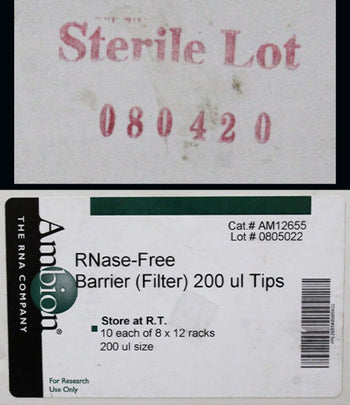 Sterile Lot
080420
Cat.# AM12655
Lot # 0805022
Ambion®
THE RNA COMPANY
RNase-Free
Barrier (Filter) 200 ul Tips
Store at R.T.
10 each of 8 x 12 racks
200 ul size
For Research
Use Only